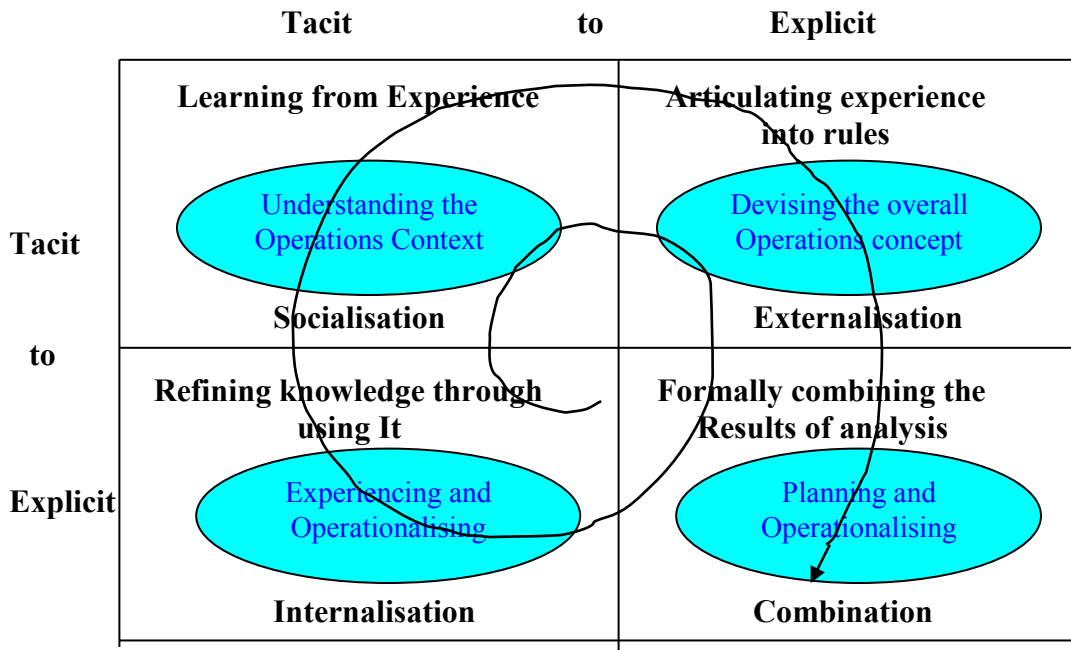 Tacit to Explicit
Learning from Experience
Articulating experience
into rules
Understanding the
Operations Context
Devising the overall
Operations concept
Tacit
Socialisation
Externalisation
to
Refining knowledge through
using It
Formally combining the
Results of analysis
Explicit
Experiencing and
Operationalising
Planning and
Operationalising
Internalisation
Combination